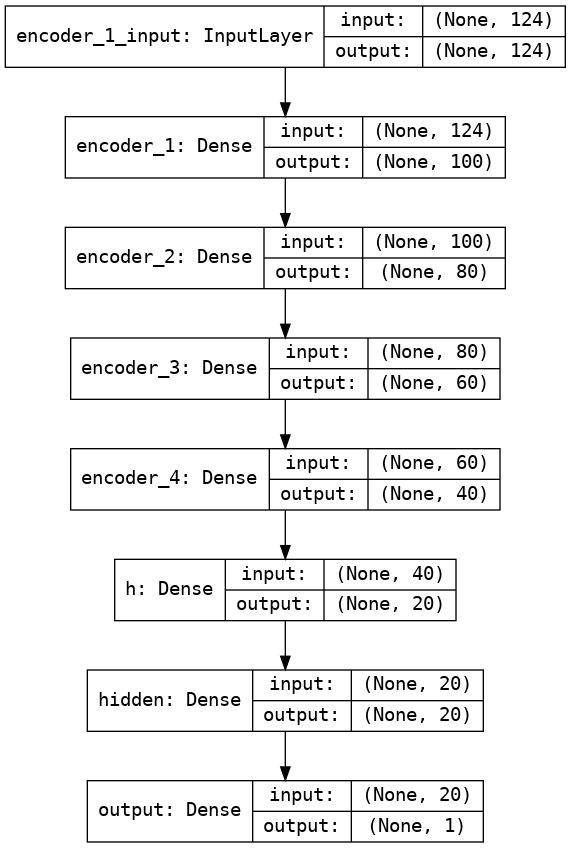 encoder_1_input: InputLayer
input: (None, 124)
output: (None, 124)
encoder_1: Dense
input: (None, 124)
output: (None, 100)
encoder_2: Dense
input: (None, 100)
output: (None, 80)
encoder_3: Dense
input: (None, 80)
output: (None, 60)
encoder_4: Dense
input: (None, 60)
output: (None, 40)
h: Dense
input: (None, 40)
output: (None, 20)
hidden: Dense
input: (None, 20)
output: (None, 20)
output: Dense
input: (None, 20)
output: (None, 1)